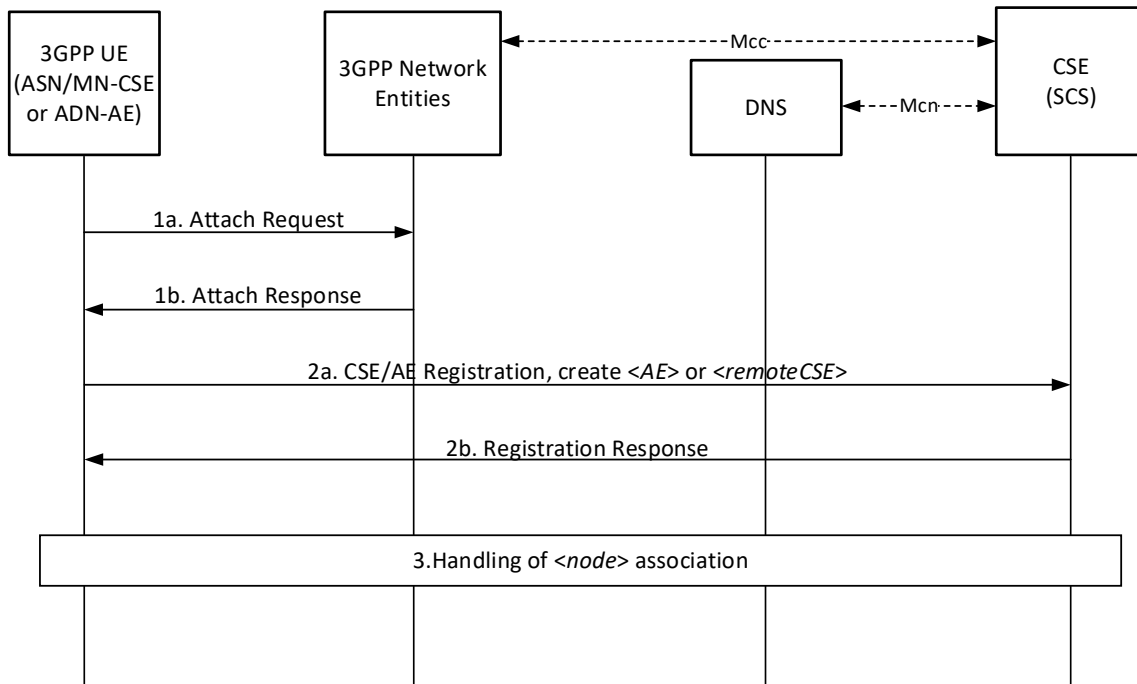 3GPP UE
(ASN/MN-CSE
or ADN-AE)
3GPP Network
Entities
Mcc
DNS
Mcn
CSE
(SCS)
1a. Attach Request
1b. Attach Response
2a. CSE/AE Registration, create <AE> or <remoteCSE>
2b. Registration Response
3.Handling of <node> association